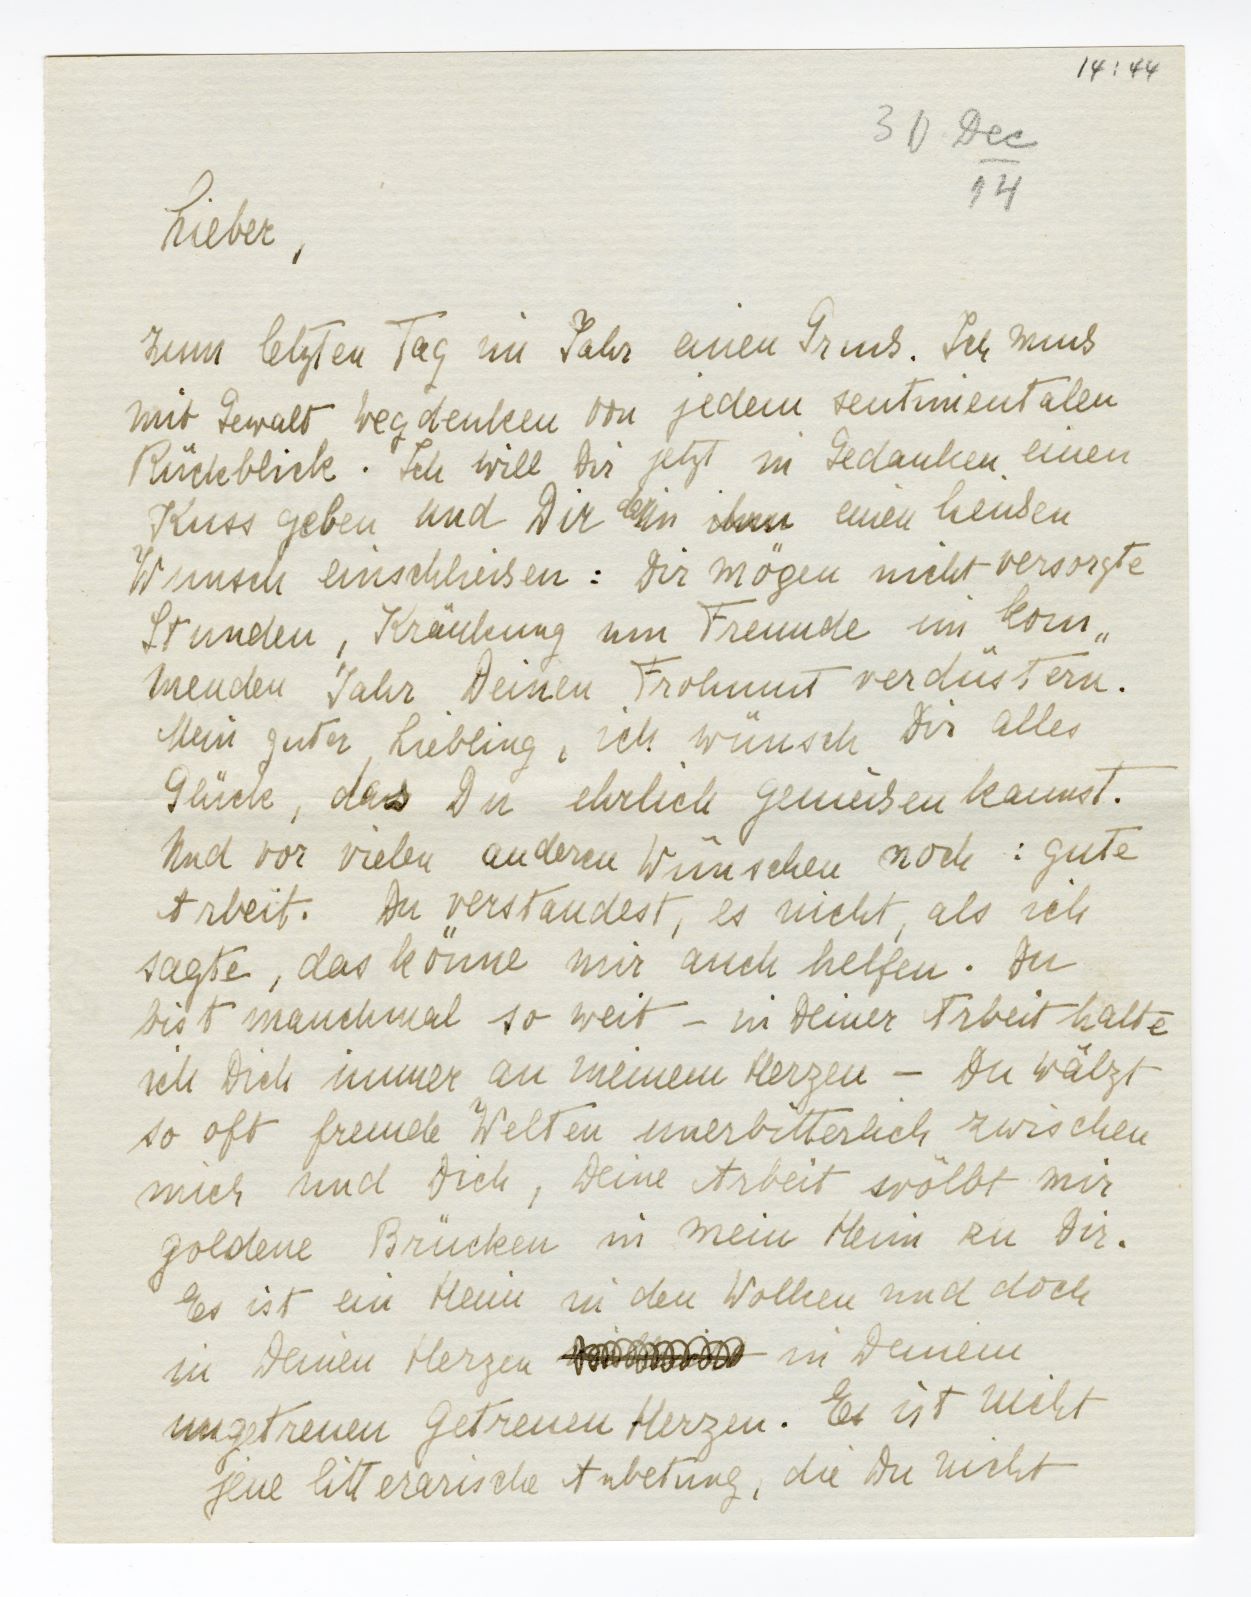 14:44
30 Dec
14
Lieber,
zum letzten Tag im Jahr einen Gruß. Ich muß
mit Gewalt wegdenken von jedem sentimentalen
Rückblick. Ich will Dir jetzt in Gedanken einen
Kuss geben und Dir einen heißen
Wunsch einschließen: Dir mögen nicht versorgte
Stunden, Kränkung um Freunde im kom„
menden Jahr Deinen Frohmut verdüstern.
Mein guter Liebling, ich wünsch Dir alles
Glück, das Du ehrlich genießen kannst.
Und vor vielen anderen Wünschen noch: gute
Arbeit. Du verstandest, es nicht, als ich
sagte, das könne mir auch helfen. Du
bist manchmal so weit – in Deiner Arbeit halte
ich Dich immer an meinem Herzen – Du wälzt
so oft fremde Welten unerbitterlich zwischen
mich und Dich, Deine Arbeit wölbt mir
goldene Brücken in mein Heim zu Dir.
Es ist ein Heim in den Wolken und doch
in Deinen Herzen in Deinem
ungetreuen getreuen Herzen. Es ist nicht
jene litterarische Anbetung, die Du nicht